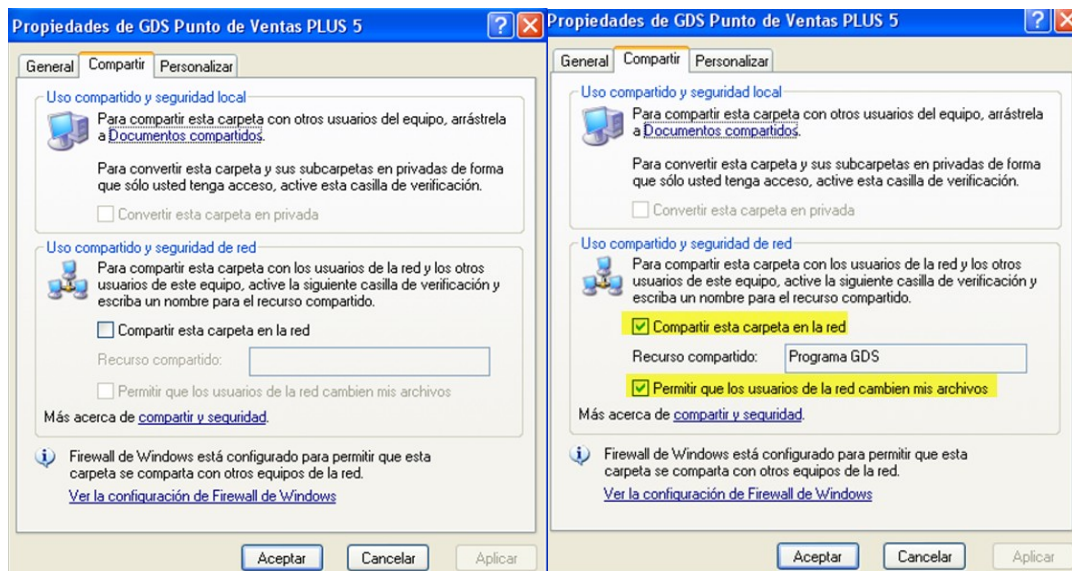 Propiedades de GDS Punto de Ventas PLUS 5
General Compartir Personalizar
Uso compartido y seguridad local
Para compartir esta carpeta con otros usuarios del equipo, arrástrela
a Documentos compartidos.
Para convertir esta carpeta y sus subcarpetas en privadas de forma
que sólo usted tenga acceso, active esta casilla de verificación.
Convertir esta carpeta en privada
Uso compartido y seguridad de red
Para compartir esta carpeta con los usuarios de la red y los otros
usuarios de este equipo, active la siguiente casilla de verificación y
escriba un nombre para el recurso compartido.
Compartir esta carpeta en la red
Recurso compartido:
Permitir que los usuarios de la red cambien mis archivos
Más acerca de compartir y seguridad.
Firewall de Windows está configurado para permitir que esta
carpeta se comparta con otros equipos de la red.
Ver la configuración de Firewall de Windows
Aceptar Cancelar Aplicar
Propiedades de GDS Punto de Ventas PLUS 5
General Compartir Personalizar
Uso compartido y seguridad local
Para compartir esta carpeta con otros usuarios del equipo, arrástrela
a Documentos compartidos.
Para convertir esta carpeta y sus subcarpetas en privadas de forma
que sólo usted tenga acceso, active esta casilla de verificación.
Convertir esta carpeta en privada
Uso compartido y seguridad de red
Para compartir esta carpeta con los usuarios de la red y los otros
usuarios de este equipo, active la siguiente casilla de verificación y
escriba un nombre para el recurso compartido.
Compartir esta carpeta en la red
Recurso compartido: Programa GDS
Permitir que los usuarios de la red cambien mis archivos
Más acerca de compartir y seguridad.
Firewall de Windows está configurado para permitir que esta
carpeta se comparta con otros equipos de la red.
Ver la configuración de Firewall de Windows
Aceptar Cancelar Aplicar